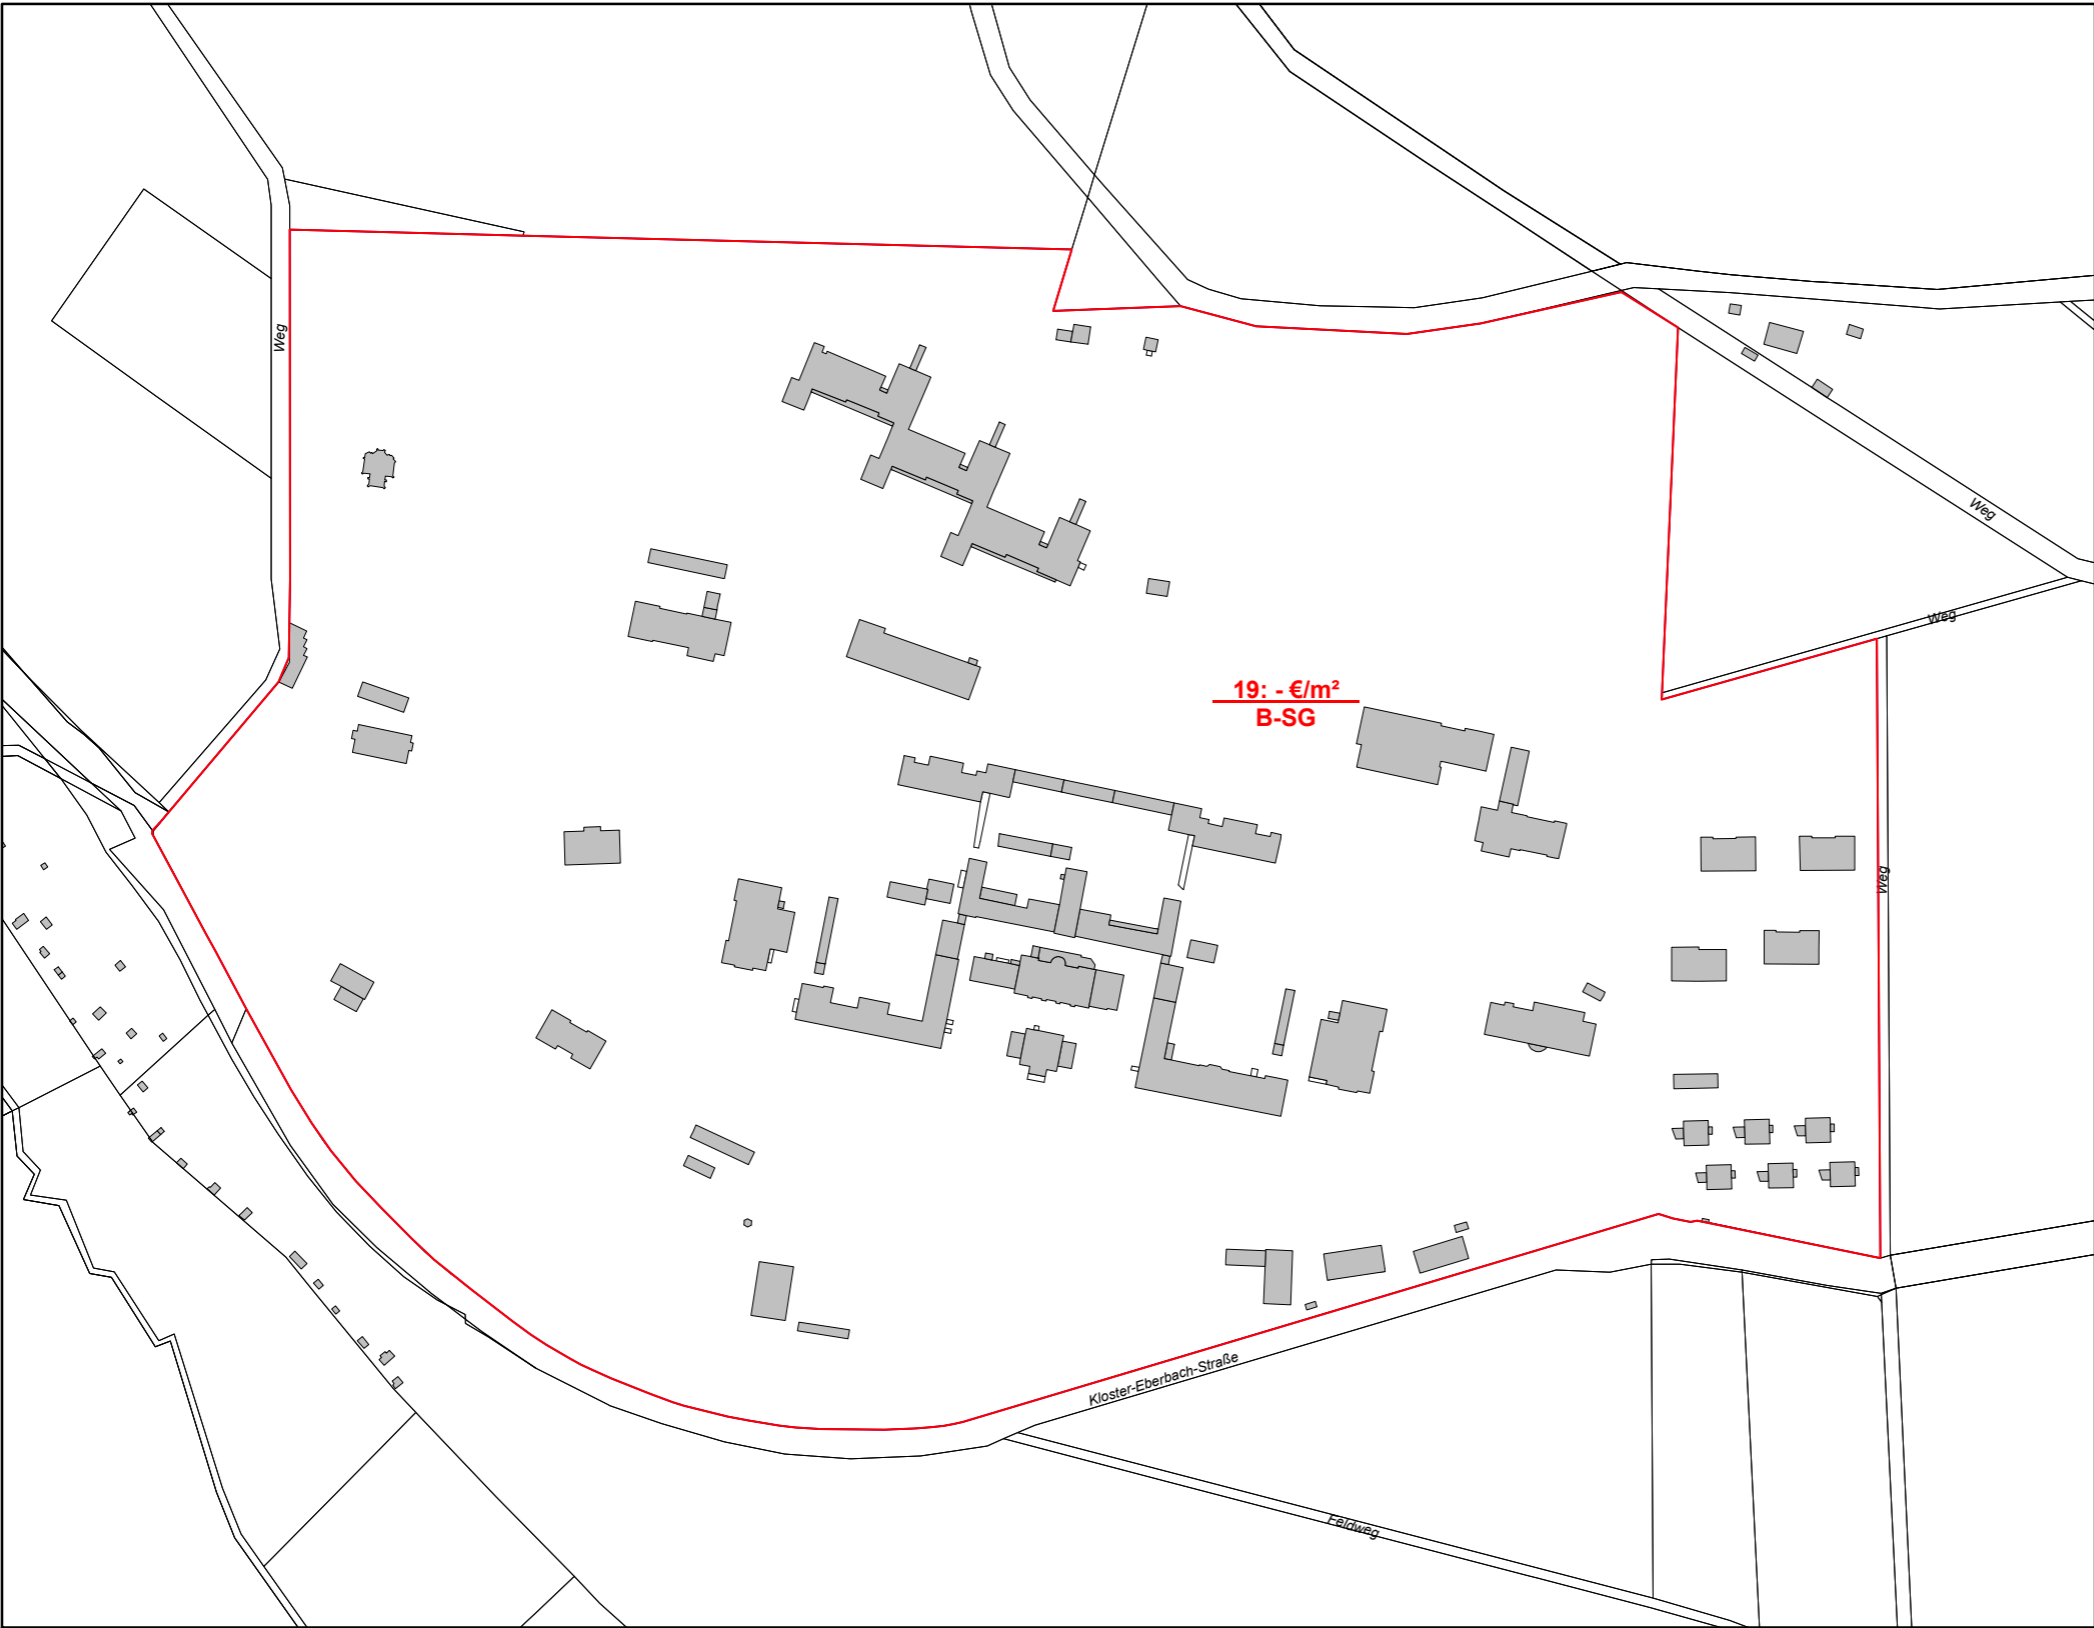 Weg
Weg
Weg
19: - €/m²
B-SG
Weg
Kloster-Eberbach-Straße
Feldweg